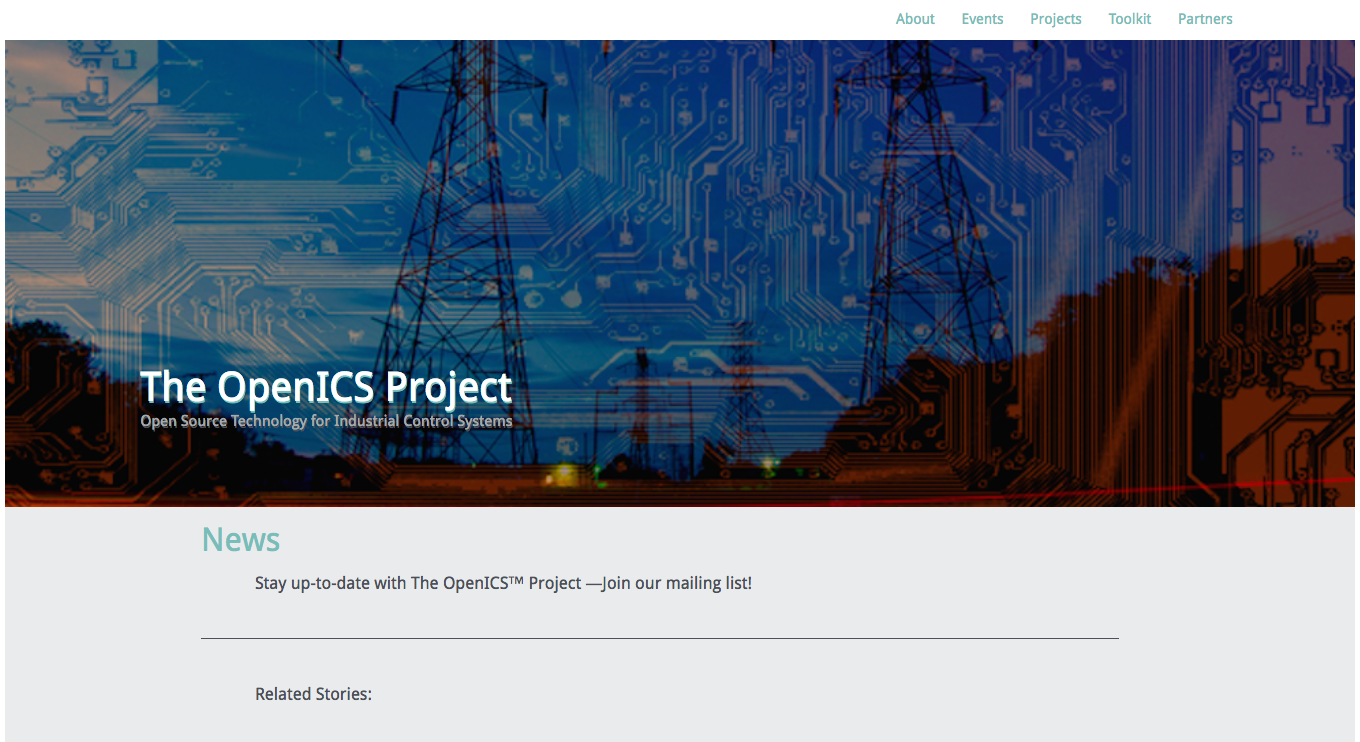 About Events Projects Toolkit Partners
The OpenICS Project
Open Source Technology for Industrial Control Systems
News
Stay up-to-date with The OpenICS™ Project —Join our mailing list!
Related Stories: